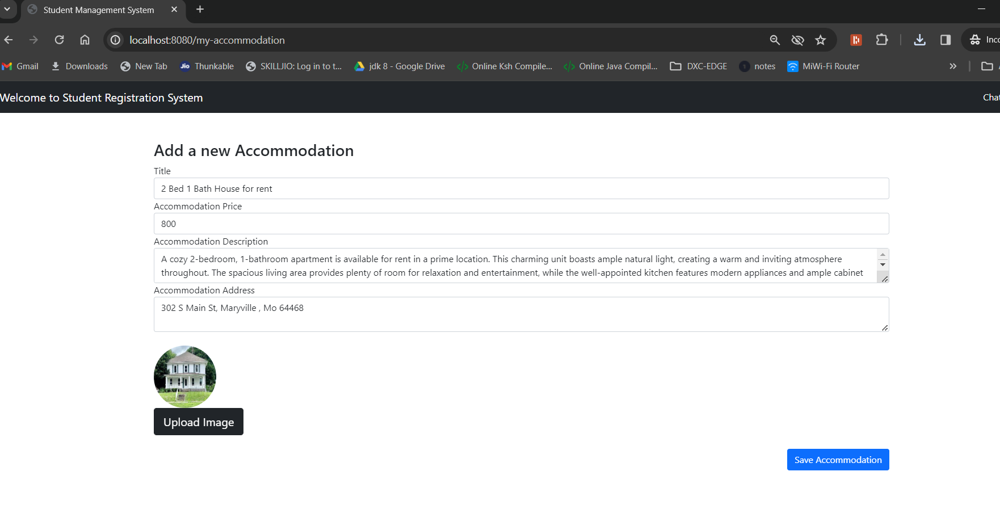 Student Management System
localhost:8080/my-accommodation
Gmail Downloads New Tab Jio Thunkable SKILLJIO: Log in to t... jdk 8 - Google Drive Online Ksh Compile... Online Java Compil... DXC-EDGE notes MiWi-Fi Router
Welcome to Student Registration System
Add a new Accommodation
Title
2 Bed 1 Bath House for rent
Accommodation Price
800
Accommodation Description
A cozy 2-bedroom, 1-bathroom apartment is available for rent in a prime location. This charming unit boasts ample natural light, creating a warm and inviting atmosphere
throughout. The spacious living area provides plenty of room for relaxation and entertainment, while the well-appointed kitchen features modern appliances and ample cabinet
Accommodation Address
302 S Main St, Maryville , Mo 64468
Upload Image
Save Accommodation